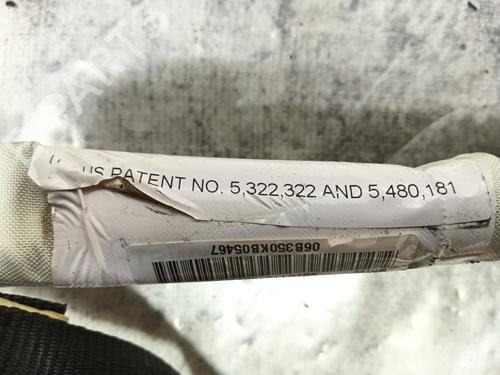 US PATENT NO. 5,322,322 AND 5,480,181
06B350KB05467